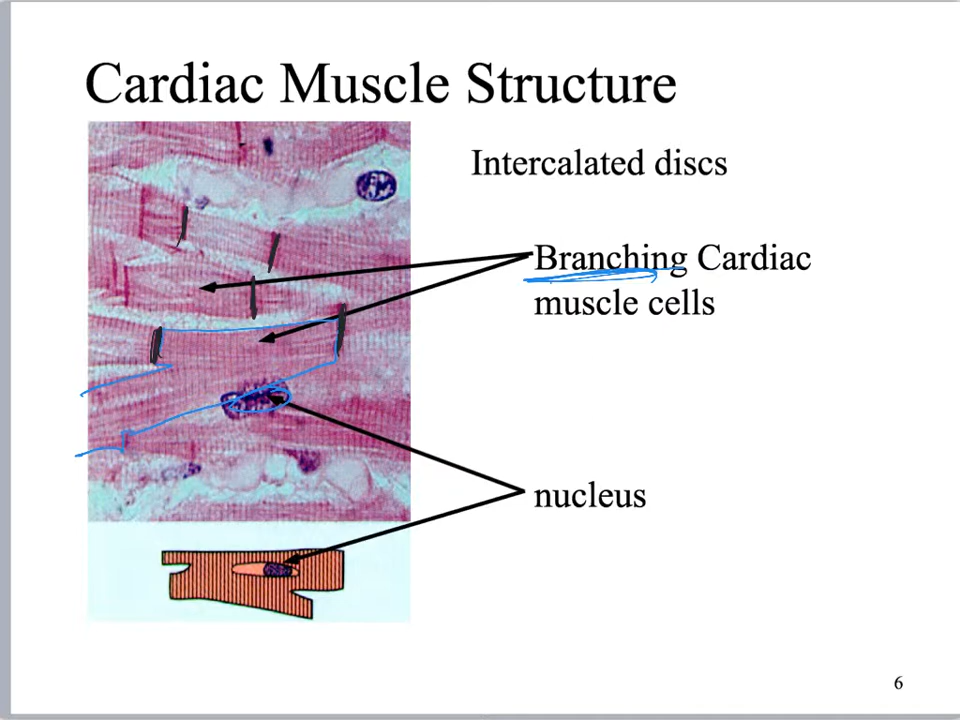 Cardiac Muscle Structure
Intercalated discs
Branching Cardiac
muscle cells
nucleus
6